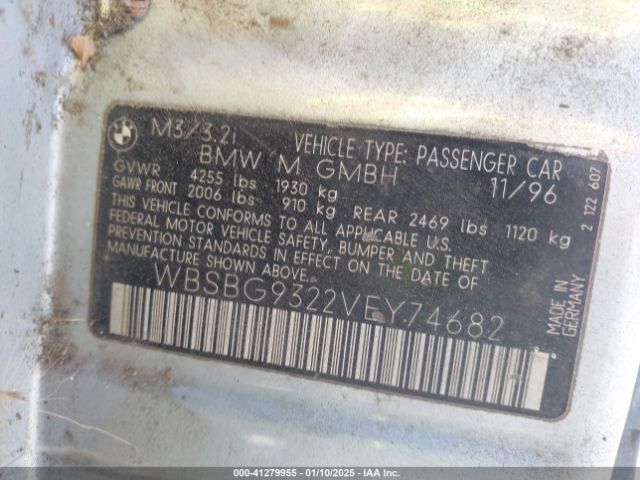 BMW
M3/3.2i
VEHICLE TYPE: PASSENGER CAR
BMW M GMBH
11/96
GVWR 4255 lbs 1930 kg
GAWR FRONT 2006 lbs 910 kg REAR 2469 lbs 1120 kg
THIS VEHICLE CONFORMS TO ALL APPLICABLE U.S.
FEDERAL MOTOR VEHICLE SAFETY, BUMPER AND THEFT
PREVENTION STANDARDS IN EFFECT ON THE DATE OF
MANUFACTURE SHOWN ABOVE.
WBSBG9322VEY74682
MADE IN
GERMANY
2 122 607
000-41279955 - 01/10/2025 - IAA Inc.